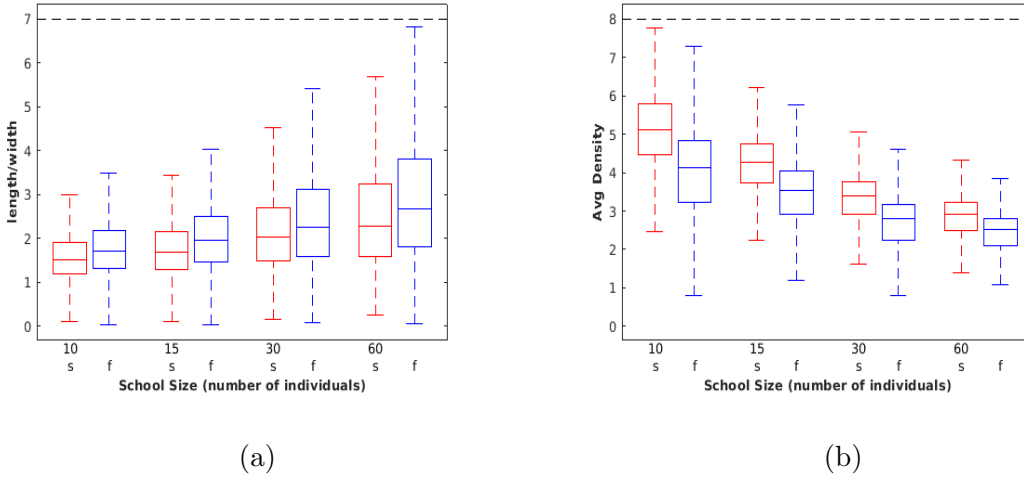 7
6
5
4
3
2
1
0
length/width
10 15 30 60
s f s f s f s f
School Size (number of individuals)
(a)
8
7
6
5
4
3
2
1
0
Avg Density
10 15 30 60
s f s f s f s f
School Size (number of individuals)
(b)